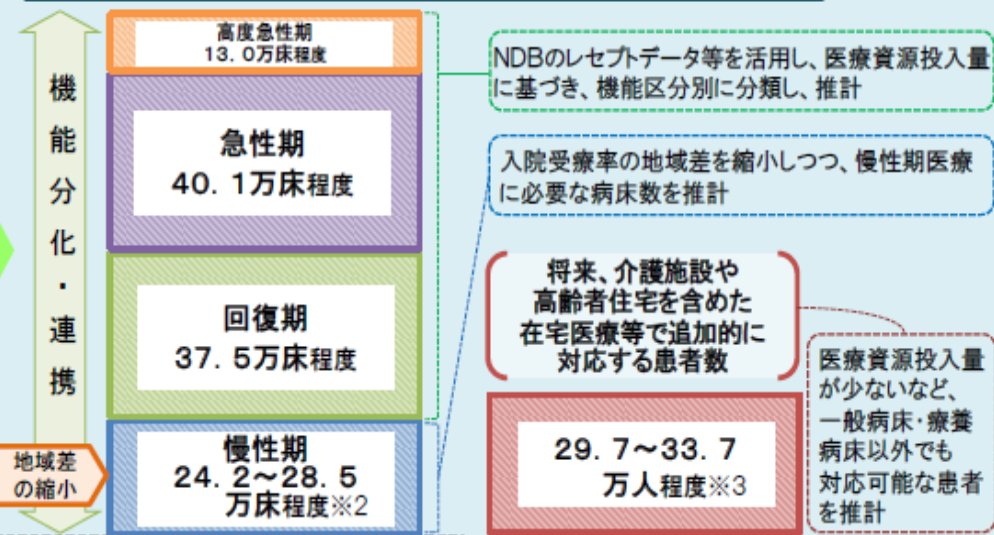 機能分化・連携
地域差
の縮小
高度急性期
13.0万床程度
急性期
40.1万床程度
回復期
37.5万床程度
慢性期
24.2～28.5
万床程度※2
NDBのレセプトデータ等を活用し、医療資源投入量
に基づき、機能区分別に分類し、推計
入院受療率の地域差を縮小しつつ、慢性期医療
に必要な病床数を推計
将来、介護施設や
高齢者住宅を含めた
在宅医療等で追加的に
対応する患者数
29.7～33.7
万人程度※3
医療資源投入量
が少ないなど、
一般病床・療養
病床以外でも
対応可能な患者
を推計